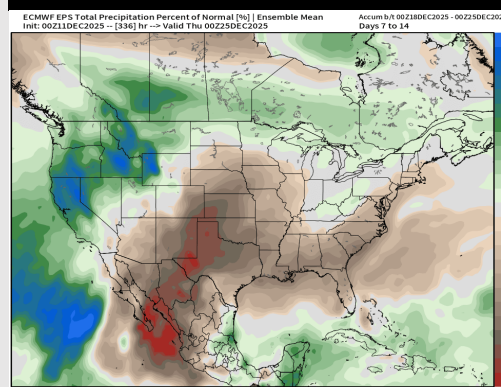 ECMWF EPS Total Precipitation Percent of Normal [%] | Ensemble Mean
Init: 00Z11DEC2025 -- [336] hr --> Valid Thu 00Z25DEC2025
Accum b/t 00Z18DEC2025 - 00Z25DEC202
Days 7 to 14